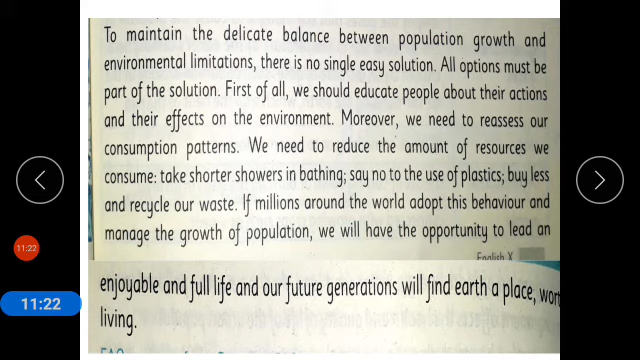 To maintain the delicate balance between population growth and
environmental limitations, there is no single easy solution. All options must be
part of the solution. First of all, we should educate people about their actions
and their effects on the environment. Moreover, we need to reassess our
consumption patterns. We need to reduce the amount of resources we
consume: take shorter showers in bathing; say no to the use of plastics; buy less
and recycle our waste. If millions around the world adopt this behaviour and
manage the growth of population, we will have the opportunity to lead an
English X
enjoyable and full life and our future generations will find earth a place, wort
living.
11:22
11:22